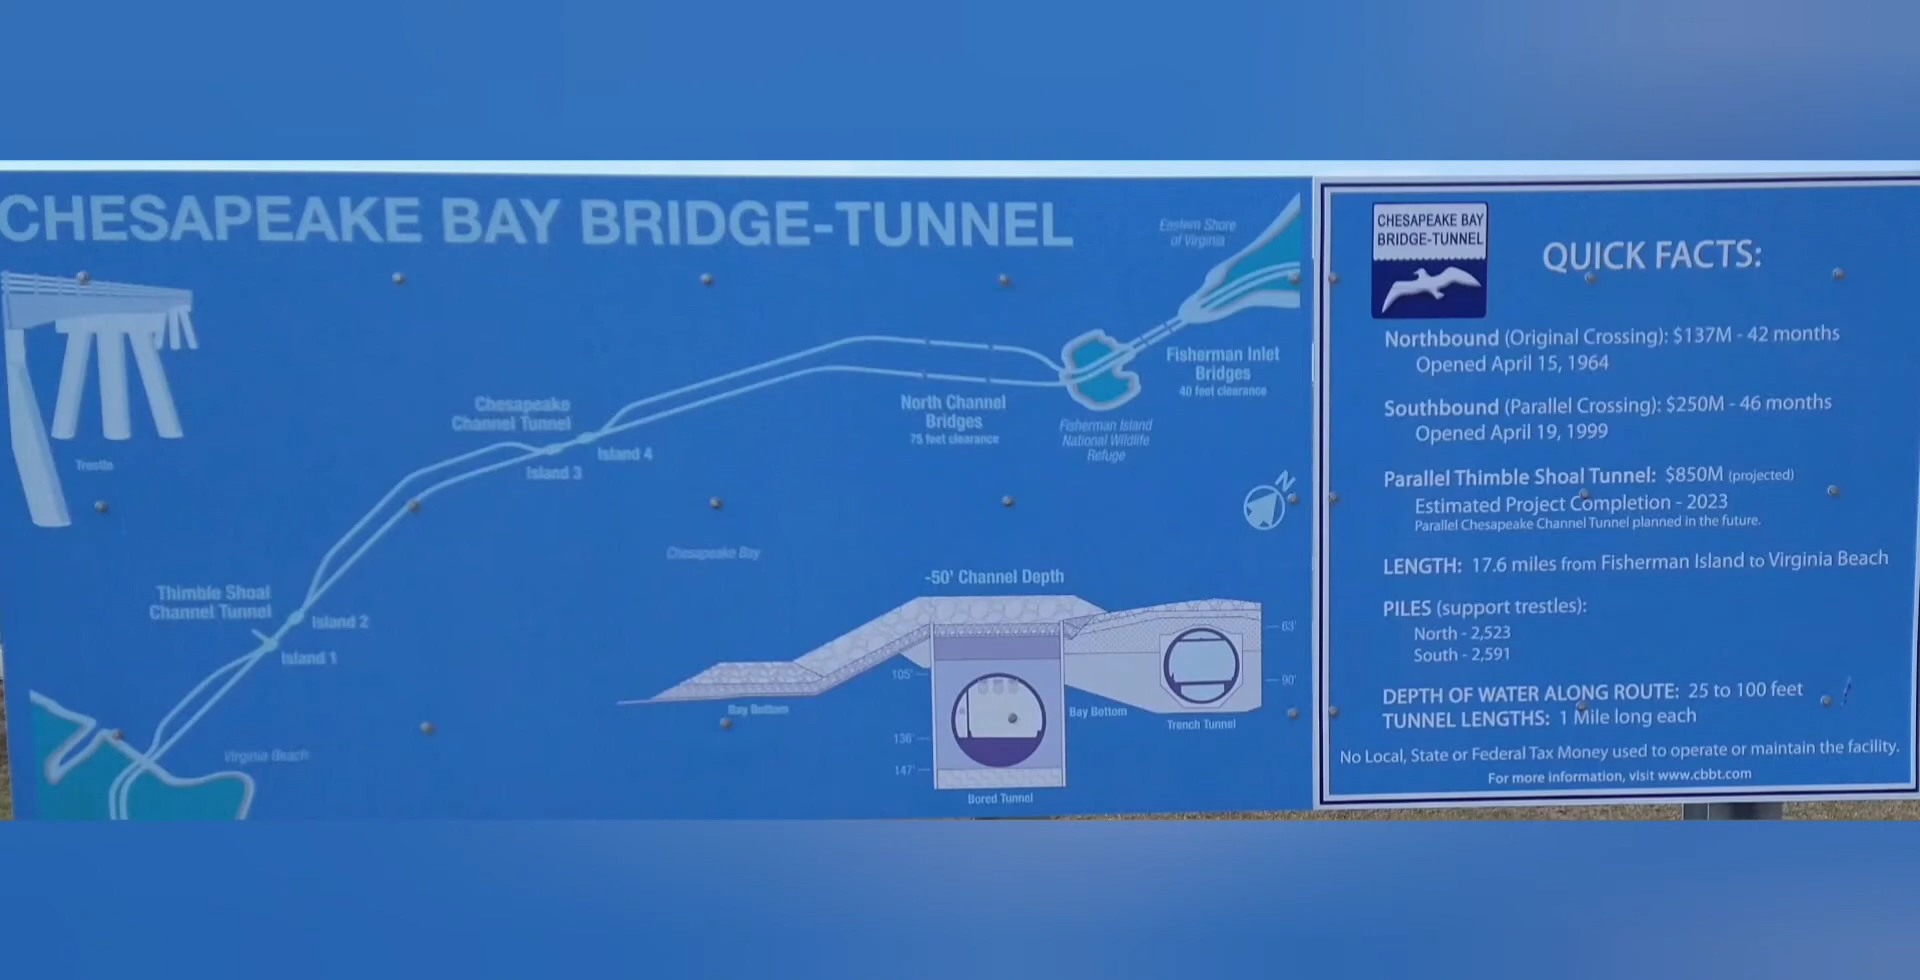 CHESAPEAKE BAY BRIDGE-TUNNEL
Eastern Shore
of Virginia
Trestle
Fisherman Inlet
Bridges
40 feet clearance
North Channel
Bridges
75 feet clearance
Fisherman Island
National Wildlife
Refuge
Chesapeake
Channel Tunnel
Island 4
Island 3
N
Chesapeake Bay
Thimble Shoal
Channel Tunnel
Island 2
Island 1
Virginia Beach
-50' Channel Depth
63'
90'
105'
136'
147'
Bay Bottom
Bay Bottom
Trench Tunnel
Bored Tunnel
CHESAPEAKE BAY
BRIDGE-TUNNEL
QUICK FACTS:
Northbound (Original Crossing): $137M - 42 months
Opened April 15, 1964
Southbound (Parallel Crossing): $250M - 46 months
Opened April 19, 1999
Parallel Thimble Shoal Tunnel: $850M (projected)
Estimated Project Completion - 2023
Parallel Chesapeake Channel Tunnel planned in the future.
LENGTH: 17.6 miles from Fisherman Island to Virginia Beach
PILES (support trestles):
North - 2,523
South - 2,591
DEPTH OF WATER ALONG ROUTE: 25 to 100 feet
TUNNEL LENGTHS: 1 Mile long each
No Local, State or Federal Tax Money used to operate or maintain the facility.
For more information, visit www.cbbt.com